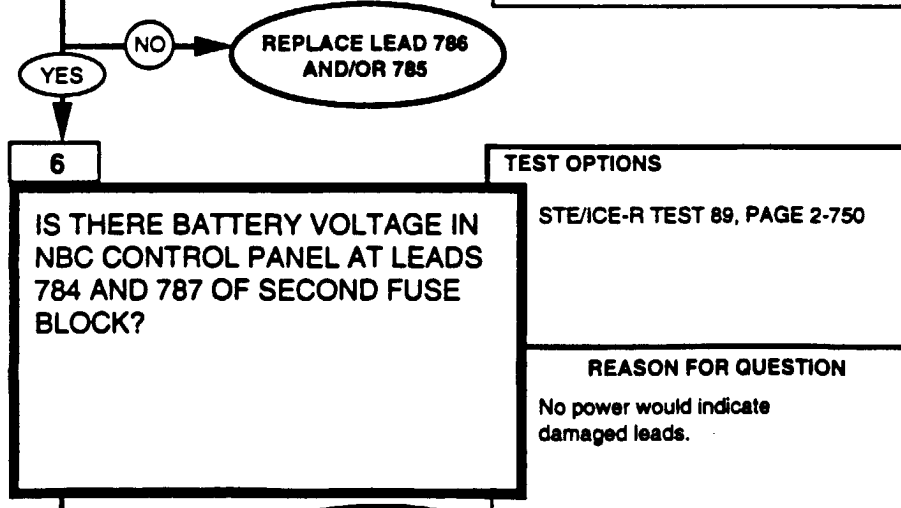 NO
REPLACE LEAD 786
AND/OR 785
YES
6
TEST OPTIONS
IS THERE BATTERY VOLTAGE IN
NBC CONTROL PANEL AT LEADS
784 AND 787 OF SECOND FUSE
BLOCK?
STE/ICE-R TEST 89, PAGE 2-750
REASON FOR QUESTION
No power would indicate
damaged leads.